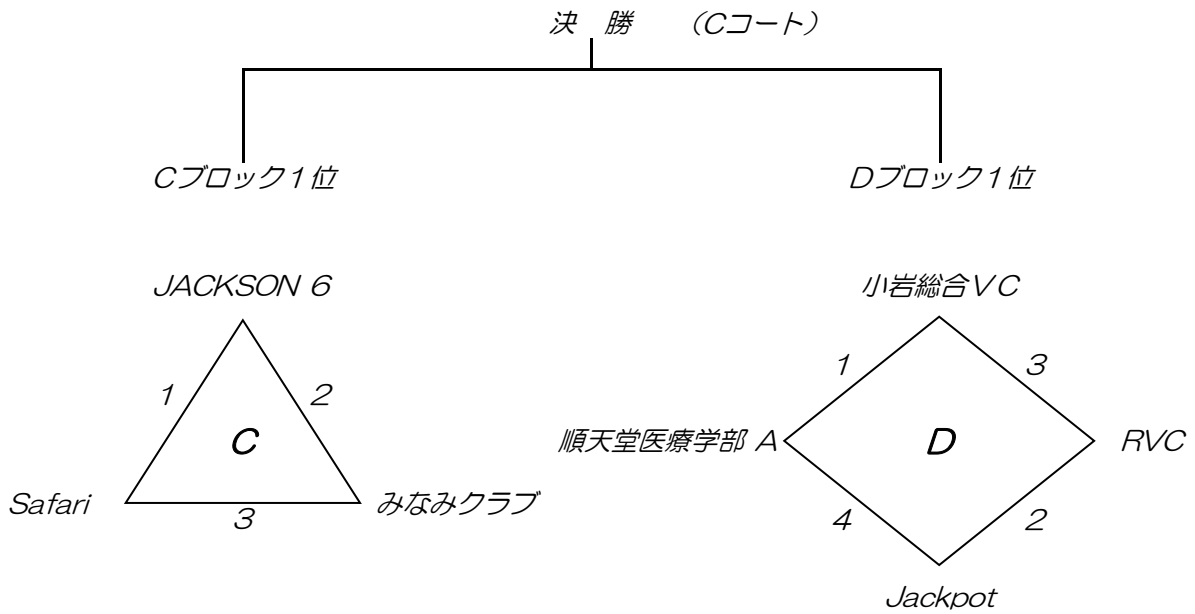 決　勝　　（Cコート）
Cブロック１位　Dブロック１位
JACKSON 6　小岩総合ＶＣ
1　2　1　3
C　D
順天堂医療学部 A　RVC
Safari　みなみクラブ
3　4　2
Jackpot